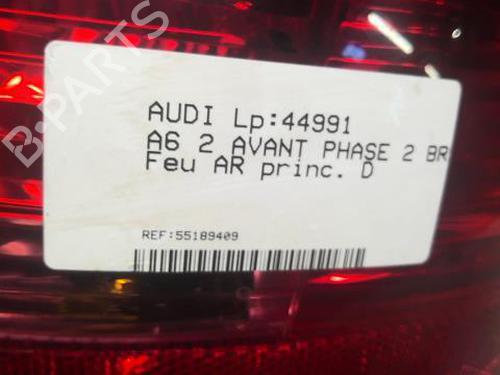 AUDI Lp:44991
A6 2 AVANT PHASE 2 BR
Feu AR princ. D
REF:55189409
B-PARTS